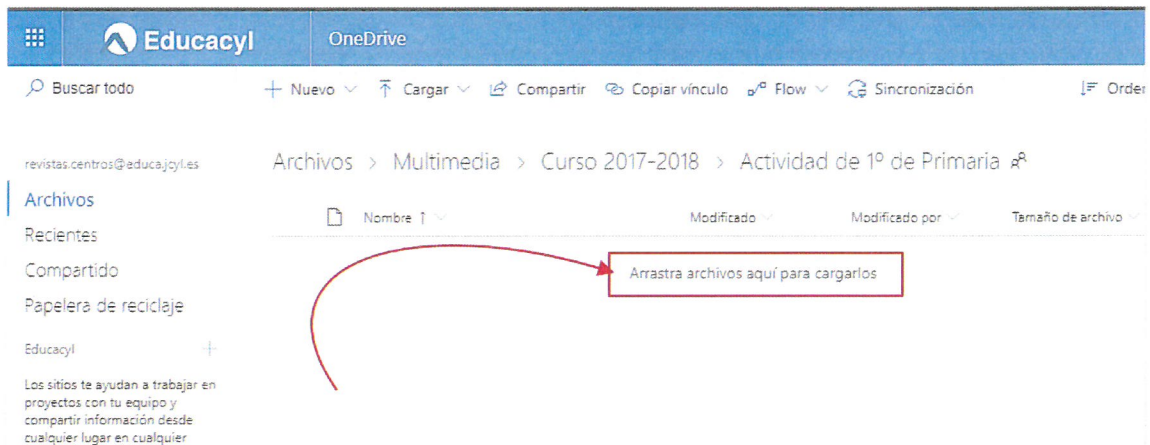 Educacyl OneDrive
Buscar todo Nuevo Cargar Compartir Copiar vínculo Flow Sincronización Order
revistas.centros@educa.jcyl.es
Archivos > Multimedia > Curso 2017-2018 > Actividad de 1º de Primaria
Archivos
Nombre ↑ Modificado Modificado por Tamaño de archivo
Recientes
Arrastra archivos aquí para cargarlos
Compartido
Papelera de reciclaje
Educacyl +
Los sitios te ayudan a trabajar en
proyectos con tu equipo y
compartir información desde
cualquier lugar en cualquier